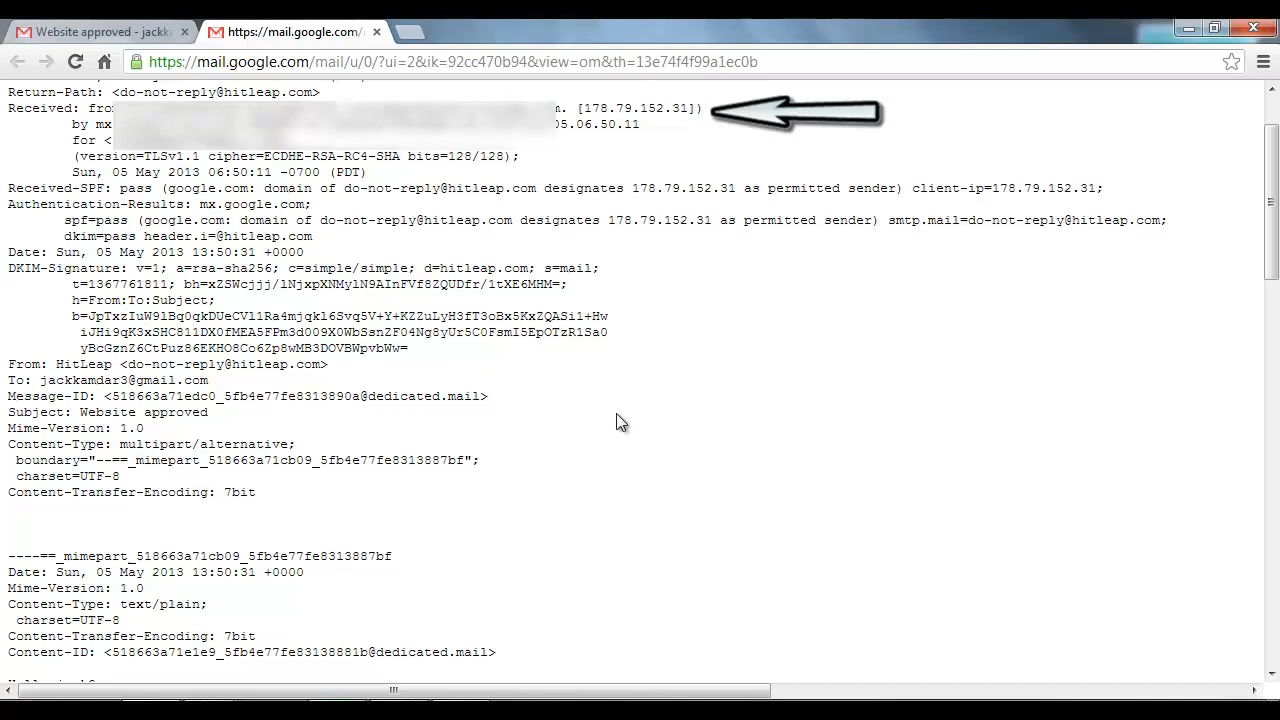 Website approved - jackk
https://mail.google.com/
https://mail.google.com/mail/u/0/?ui=2&ik=92cc470b94&view=om&th=13e74f4f99a1ec0b
Return-Path: <do-not-reply@hitleap.com>
Received: from [178.79.152.31])
by mx 05.06.50.11
for <
(version=TLSv1.1 cipher=ECDHE-RSA-RC4-SHA bits=128/128);
Sun, 05 May 2013 06:50:11 -0700 (PDT)
Received-SPF: pass (google.com: domain of do-not-reply@hitleap.com designates 178.79.152.31 as permitted sender) client-ip=178.79.152.31;
Authentication-Results: mx.google.com;
spf=pass (google.com: domain of do-not-reply@hitleap.com designates 178.79.152.31 as permitted sender) smtp.mail=do-not-reply@hitleap.com;
dkim=pass header.i=@hitleap.com
Date: Sun, 05 May 2013 13:50:31 +0000
DKIM-Signature: v=1; a=rsa-sha256; c=simple/simple; d=hitleap.com; s=mail;
t=1367761811; bh=xZSWcjjj/lNjxpXNMylN9AInFVf8ZQUDfr/1tXE6MHM=;
h=From:To:Subject;
b=JpTxzIuW9lBq0qkDUeCVl1Ra4mjqkl6Svq5V+Y+KZZuLyH3fT3oBx5KxZQASi1+Hw
iJHi9qK3xSHC811DX0fMEA5FPm3d009X0WbSsnZF04Ng8yUr5C0FsmI5EpOTzR1Sa0
yBcGznZ6CtPuz86EKHO8Co6Zp8wMB3DOVBWpvbWw=
From: HitLeap <do-not-reply@hitleap.com>
To: jackkamdar3@gmail.com
Message-ID: <518663a71edc0_5fb4e77fe8313890a@dedicated.mail>
Subject: Website approved
Mime-Version: 1.0
Content-Type: multipart/alternative;
boundary="--==_mimepart_518663a71cb09_5fb4e77fe8313887bf";
charset=UTF-8
Content-Transfer-Encoding: 7bit
----==_mimepart_518663a71cb09_5fb4e77fe8313887bf
Date: Sun, 05 May 2013 13:50:31 +0000
Mime-Version: 1.0
Content-Type: text/plain;
charset=UTF-8
Content-Transfer-Encoding: 7bit
Content-ID: <518663a71e1e9_5fb4e77fe83138881b@dedicated.mail>